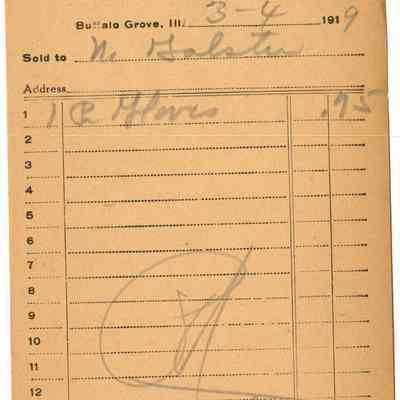 Buffalo Grove, Ill. 3-4 1919
Sold to N. Golsten
Address
1 1 Pr Gloves .75
2
3
4
5
6
7
8
9
10
11
12